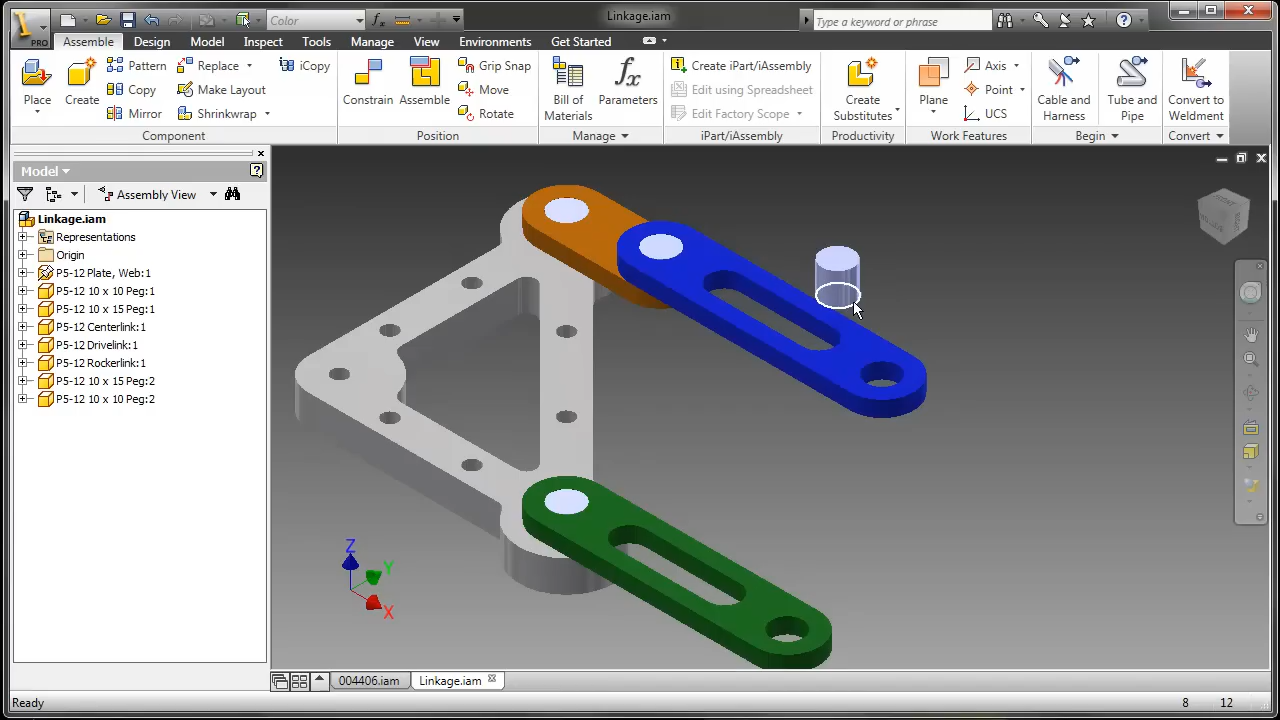 Color
Linkage.iam
Type a keyword or phrase
PRO
Assemble Design Model Inspect Tools Manage View Environments Get Started
Place
Create
Pattern
Copy
Mirror
Replace
Make Layout
Shrinkwrap
iCopy
Component
Constrain
Assemble
Grip Snap
Move
Rotate
Position
Bill of
Materials
fx
Parameters
Manage
Create iPart/iAssembly
Edit using Spreadsheet
Edit Factory Scope
iPart/iAssembly
Create
Substitutes
Productivity
Plane
Axis
Point
UCS
Work Features
Cable and
Harness
Tube and
Pipe
Begin
Convert to
Weldment
Convert
Model
Assembly View
Linkage.iam
Representations
Origin
P5-12 Plate, Web:1
P5-12 10 x 10 Peg:1
P5-12 10 x 15 Peg:1
P5-12 Centerlink:1
P5-12 Drivelink:1
P5-12 Rockerlink:1
P5-12 10 x 15 Peg:2
P5-12 10 x 10 Peg:2
Z
Y
X
004406.iam
Linkage.iam
Ready
8 12